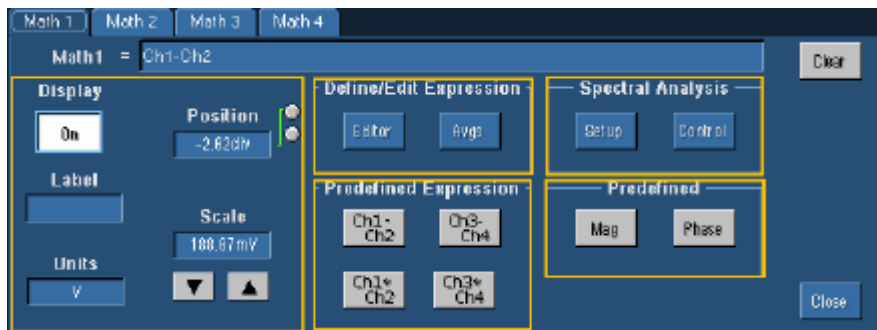 Math 1 Math 2 Math 3 Math 4
Math1 = Ch1-Ch2
Clear
Display
On
Position
-2.82div
Label
Scale
188.87mV
Units
V
Define/Edit Expression
Editor Avgs
Spectral Analysis
Setup Control
Predefined Expression
Ch1-
Ch2
Ch3-
Ch4
Ch1*
Ch2
Ch3*
Ch4
Predefined
Mag Phase
Close